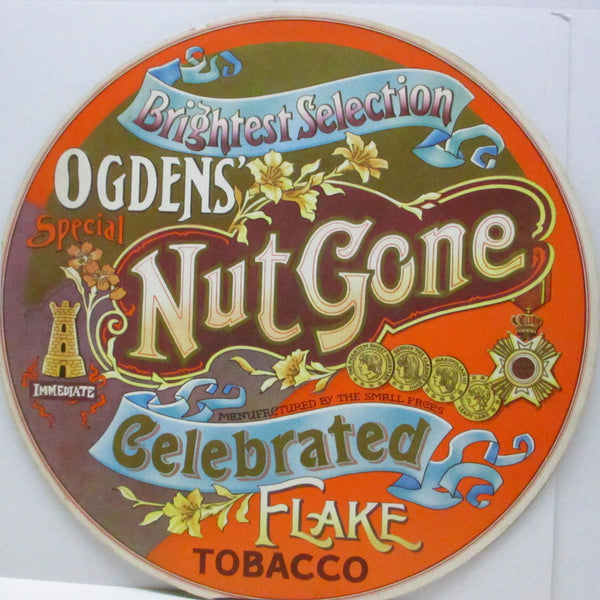 Brightest Selection
OGDENS'
Special
Nut Gone
IMMEDIATE
MANUFACTURED BY THE SMALL FACES
Celebrated
FLAKE
TOBACCO